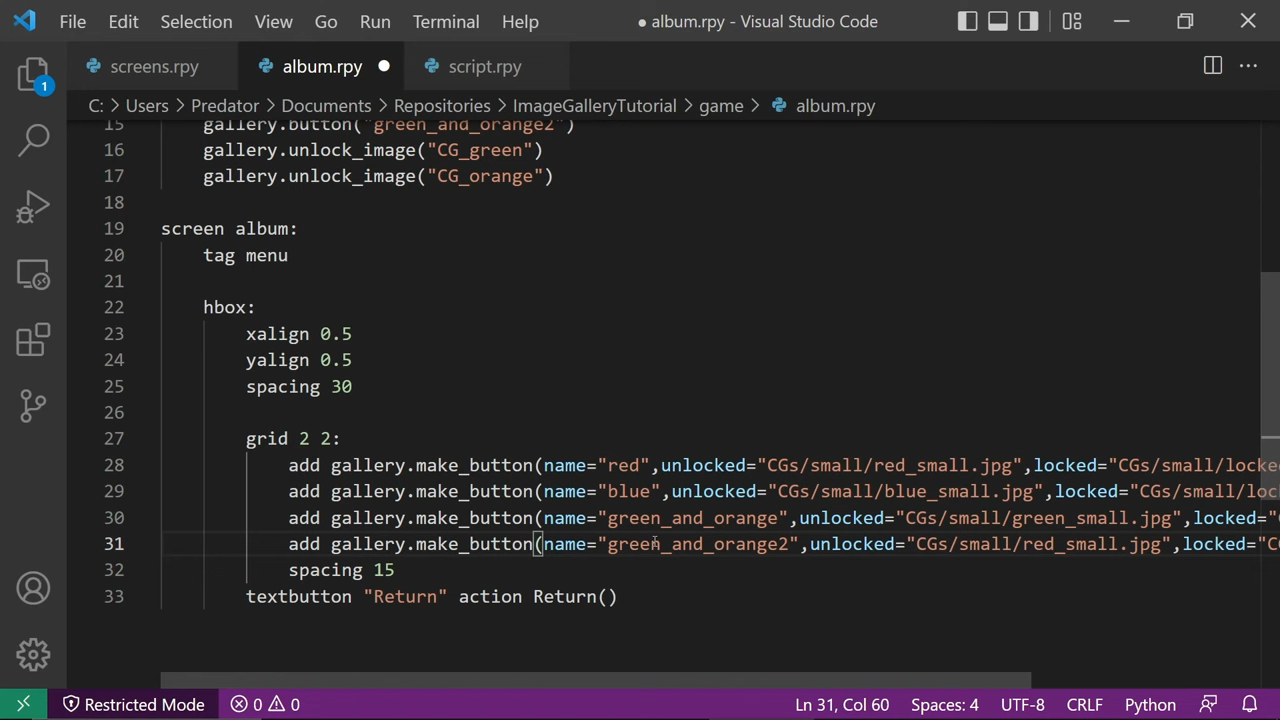 File Edit Selection View Go Run Terminal Help ● album.rpy - Visual Studio Code
screens.rpy album.rpy script.rpy
C: > Users > Predator > Documents > Repositories > ImageGalleryTutorial > game > album.rpy
1
15 gallery.button("green_and_orange2")
16 gallery.unlock_image("CG_green")
17 gallery.unlock_image("CG_orange")
18
19 screen album:
20 tag menu
21
22 hbox:
23 xalign 0.5
24 yalign 0.5
25 spacing 30
26
27 grid 2 2:
28 add gallery.make_button(name="red",unlocked="CGs/small/red_small.jpg",locked="CGs/small/locke
29 add gallery.make_button(name="blue",unlocked="CGs/small/blue_small.jpg",locked="CGs/small/loc
30 add gallery.make_button(name="green_and_orange",unlocked="CGs/small/green_small.jpg",locked="
31 add gallery.make_button(name="green_and_orange2",unlocked="CGs/small/red_small.jpg",locked="C
32 spacing 15
33 textbutton "Return" action Return()
Restricted Mode 0 0 Ln 31, Col 60 Spaces: 4 UTF-8 CRLF Python